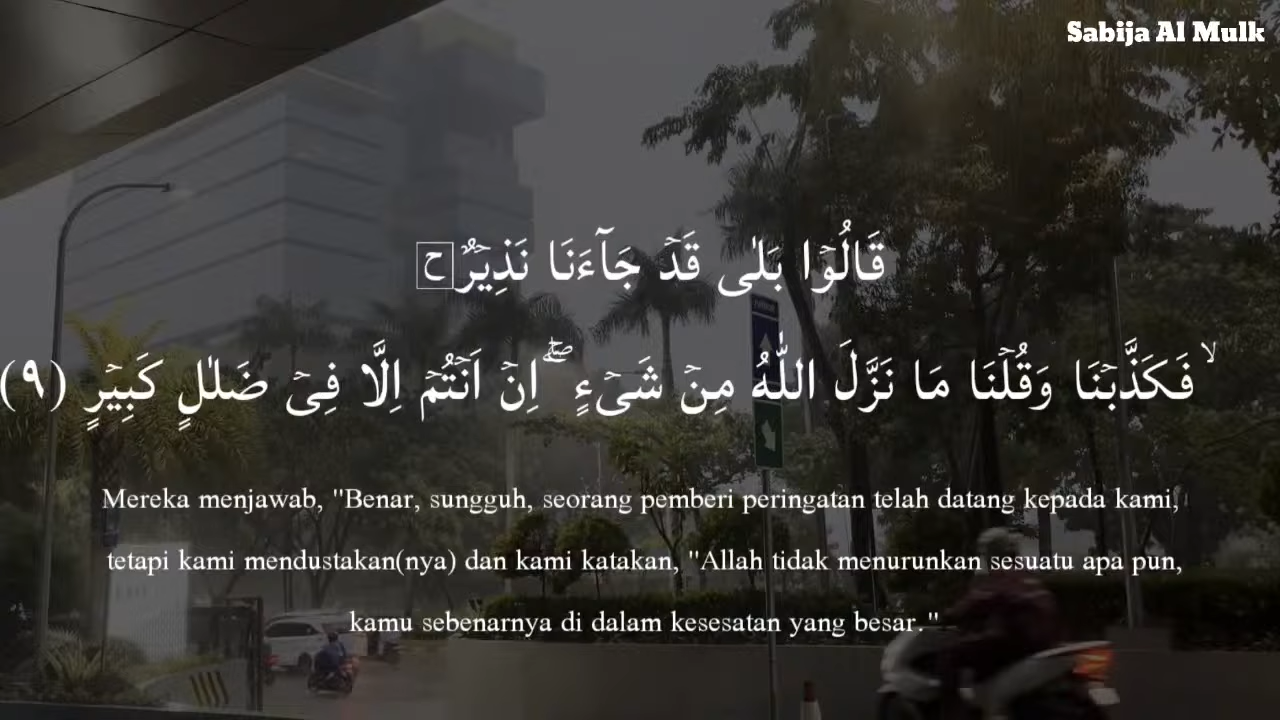 Sabija Al Mulk
قَالُوْا بَلٰى قَدْ جَاۤءَنَا نَذِيْرٌ ەۙ
فَكَذَّبْنَا وَقُلْنَا مَا نَزَّلَ اللّٰهُ مِنْ شَيْءٍۖ اِنْ اَنْتُمْ اِلَّا فِيْ ضَلٰلٍ كَبِيْرٍ (٩)
Mereka menjawab, "Benar, sungguh, seorang pemberi peringatan telah datang kepada kami,
tetapi kami mendustakan(nya) dan kami katakan, "Allah tidak menurunkan sesuatu apa pun,
kamu sebenarnya di dalam kesesatan yang besar."